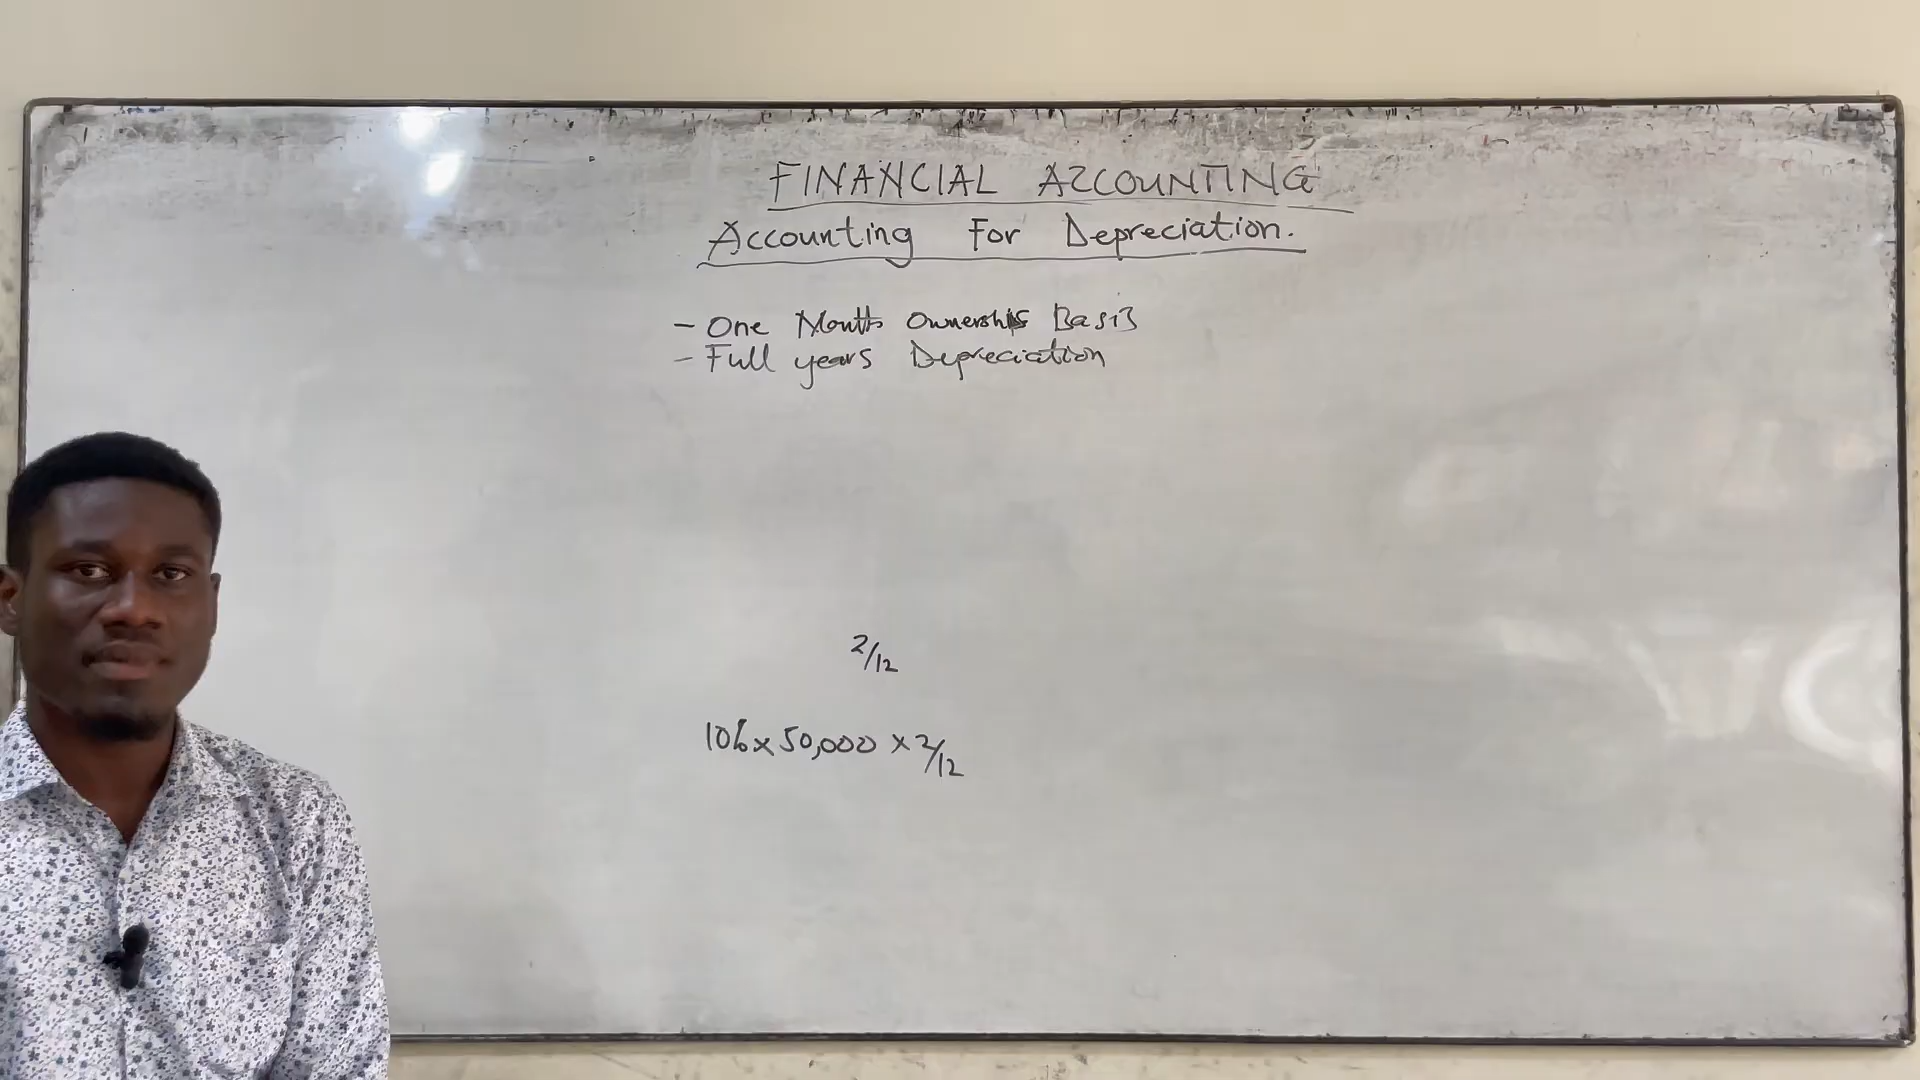 FINANCIAL ACCOUNTING
Accounting For Depreciation.
- One Month Ownership Basis
- Full years Depreciation
2/12
10% x 50,000 x 2/12